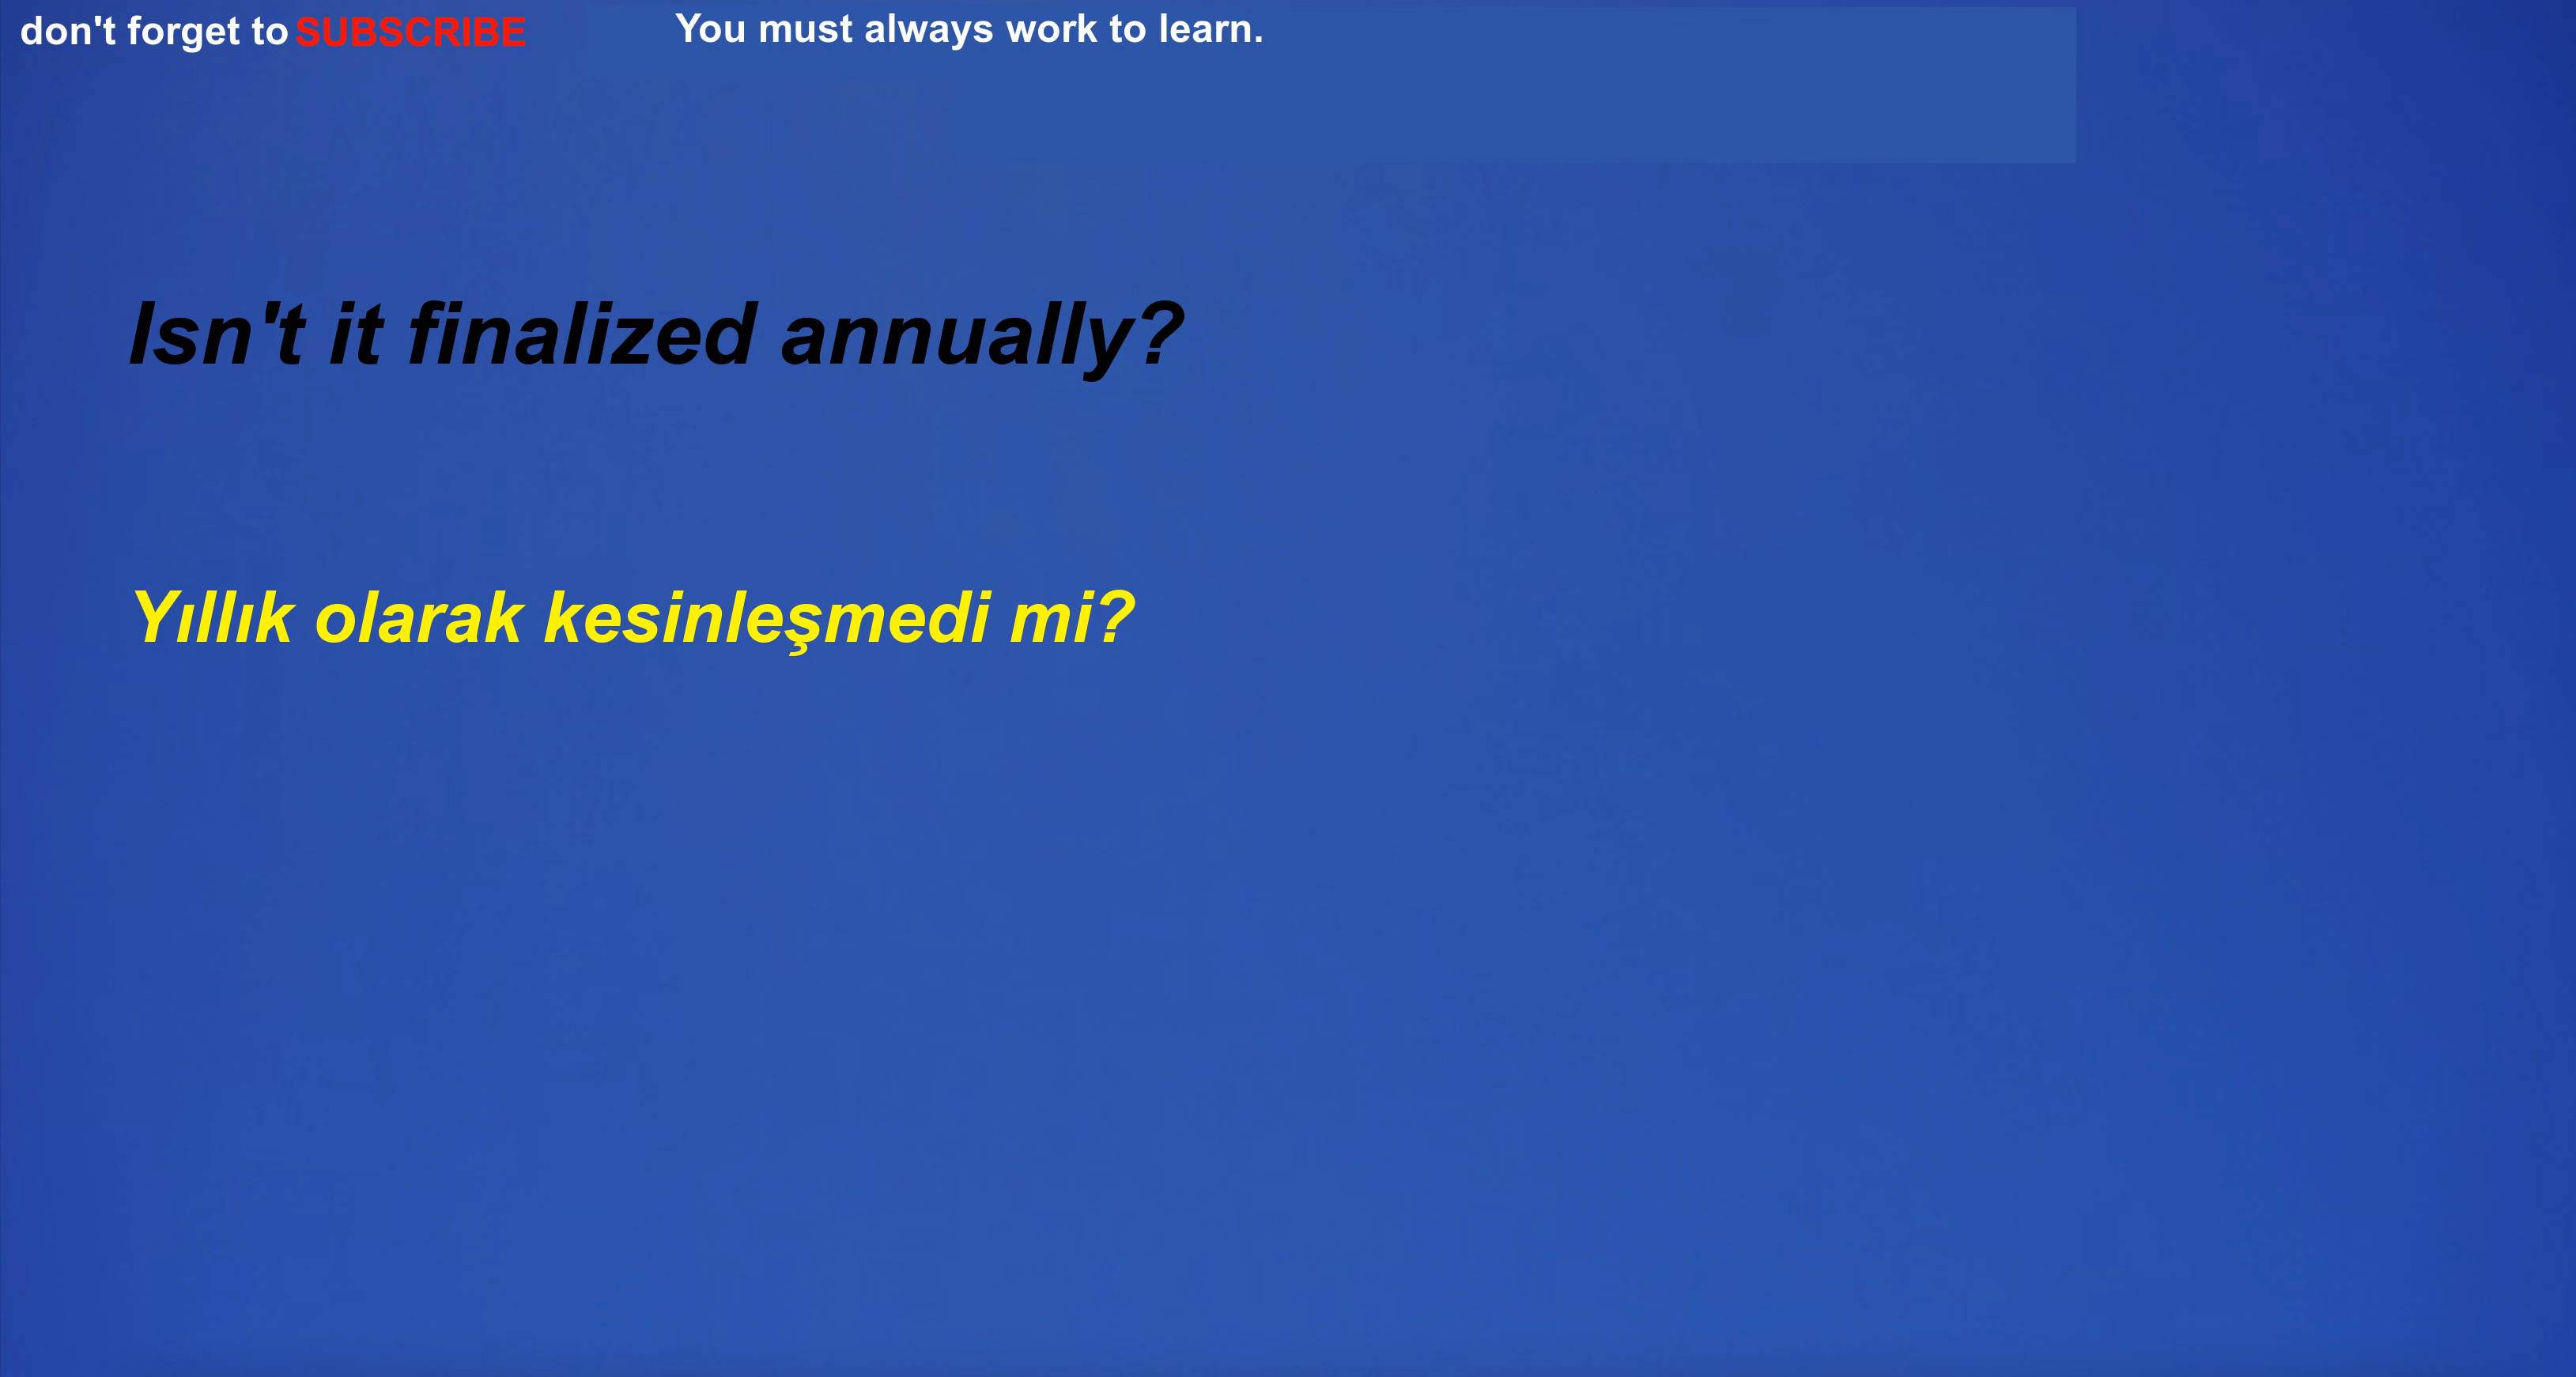 don't forget to SUBSCRIBE
You must always work to learn.
Isn't it finalized annually?
Yıllık olarak kesinleşmedi mi?